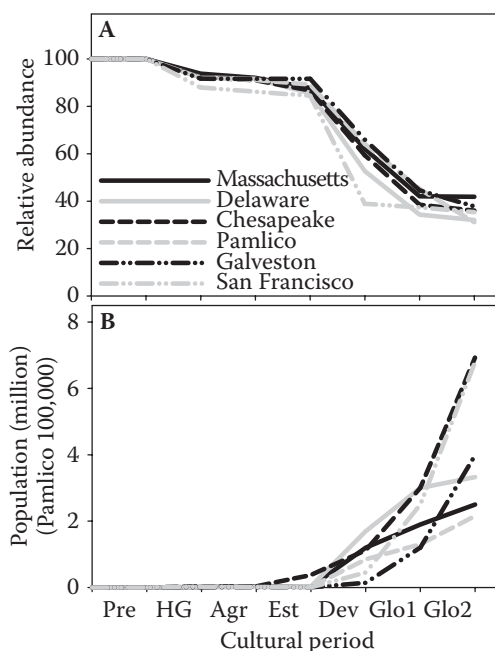 A
Relative abundance
100
80
60
40
20
0
Massachusetts
Delaware
Chesapeake
Pamlico
Galveston
San Francisco
B
Population (million)
(Pamlico 100,000)
8
6
4
2
0
Pre HG Agr Est Dev Glo1 Glo2
Cultural period